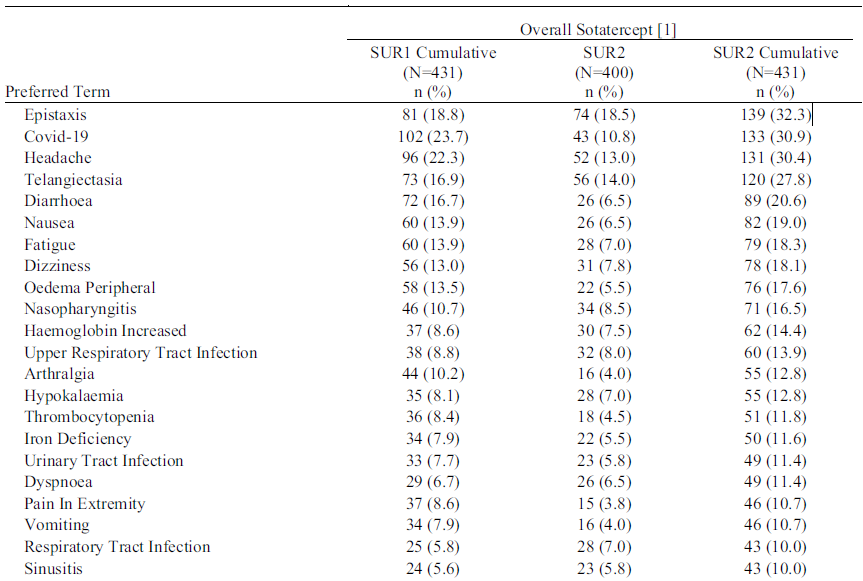 Overall Sotatercept [1]
SUR1 Cumulative SUR2 SUR2 Cumulative
(N=431) (N=400) (N=431)
Preferred Term n (%) n (%) n (%)
Epistaxis 81 (18.8) 74 (18.5) 139 (32.3)
Covid-19 102 (23.7) 43 (10.8) 133 (30.9)
Headache 96 (22.3) 52 (13.0) 131 (30.4)
Telangiectasia 73 (16.9) 56 (14.0) 120 (27.8)
Diarrhoea 72 (16.7) 26 (6.5) 89 (20.6)
Nausea 60 (13.9) 26 (6.5) 82 (19.0)
Fatigue 60 (13.9) 28 (7.0) 79 (18.3)
Dizziness 56 (13.0) 31 (7.8) 78 (18.1)
Oedema Peripheral 58 (13.5) 22 (5.5) 76 (17.6)
Nasopharyngitis 46 (10.7) 34 (8.5) 71 (16.5)
Haemoglobin Increased 37 (8.6) 30 (7.5) 62 (14.4)
Upper Respiratory Tract Infection 38 (8.8) 32 (8.0) 60 (13.9)
Arthralgia 44 (10.2) 16 (4.0) 55 (12.8)
Hypokalaemia 35 (8.1) 28 (7.0) 55 (12.8)
Thrombocytopenia 36 (8.4) 18 (4.5) 51 (11.8)
Iron Deficiency 34 (7.9) 22 (5.5) 50 (11.6)
Urinary Tract Infection 33 (7.7) 23 (5.8) 49 (11.4)
Dyspnoea 29 (6.7) 26 (6.5) 49 (11.4)
Pain In Extremity 37 (8.6) 15 (3.8) 46 (10.7)
Vomiting 34 (7.9) 16 (4.0) 46 (10.7)
Respiratory Tract Infection 25 (5.8) 28 (7.0) 43 (10.0)
Sinusitis 24 (5.6) 23 (5.8) 43 (10.0)